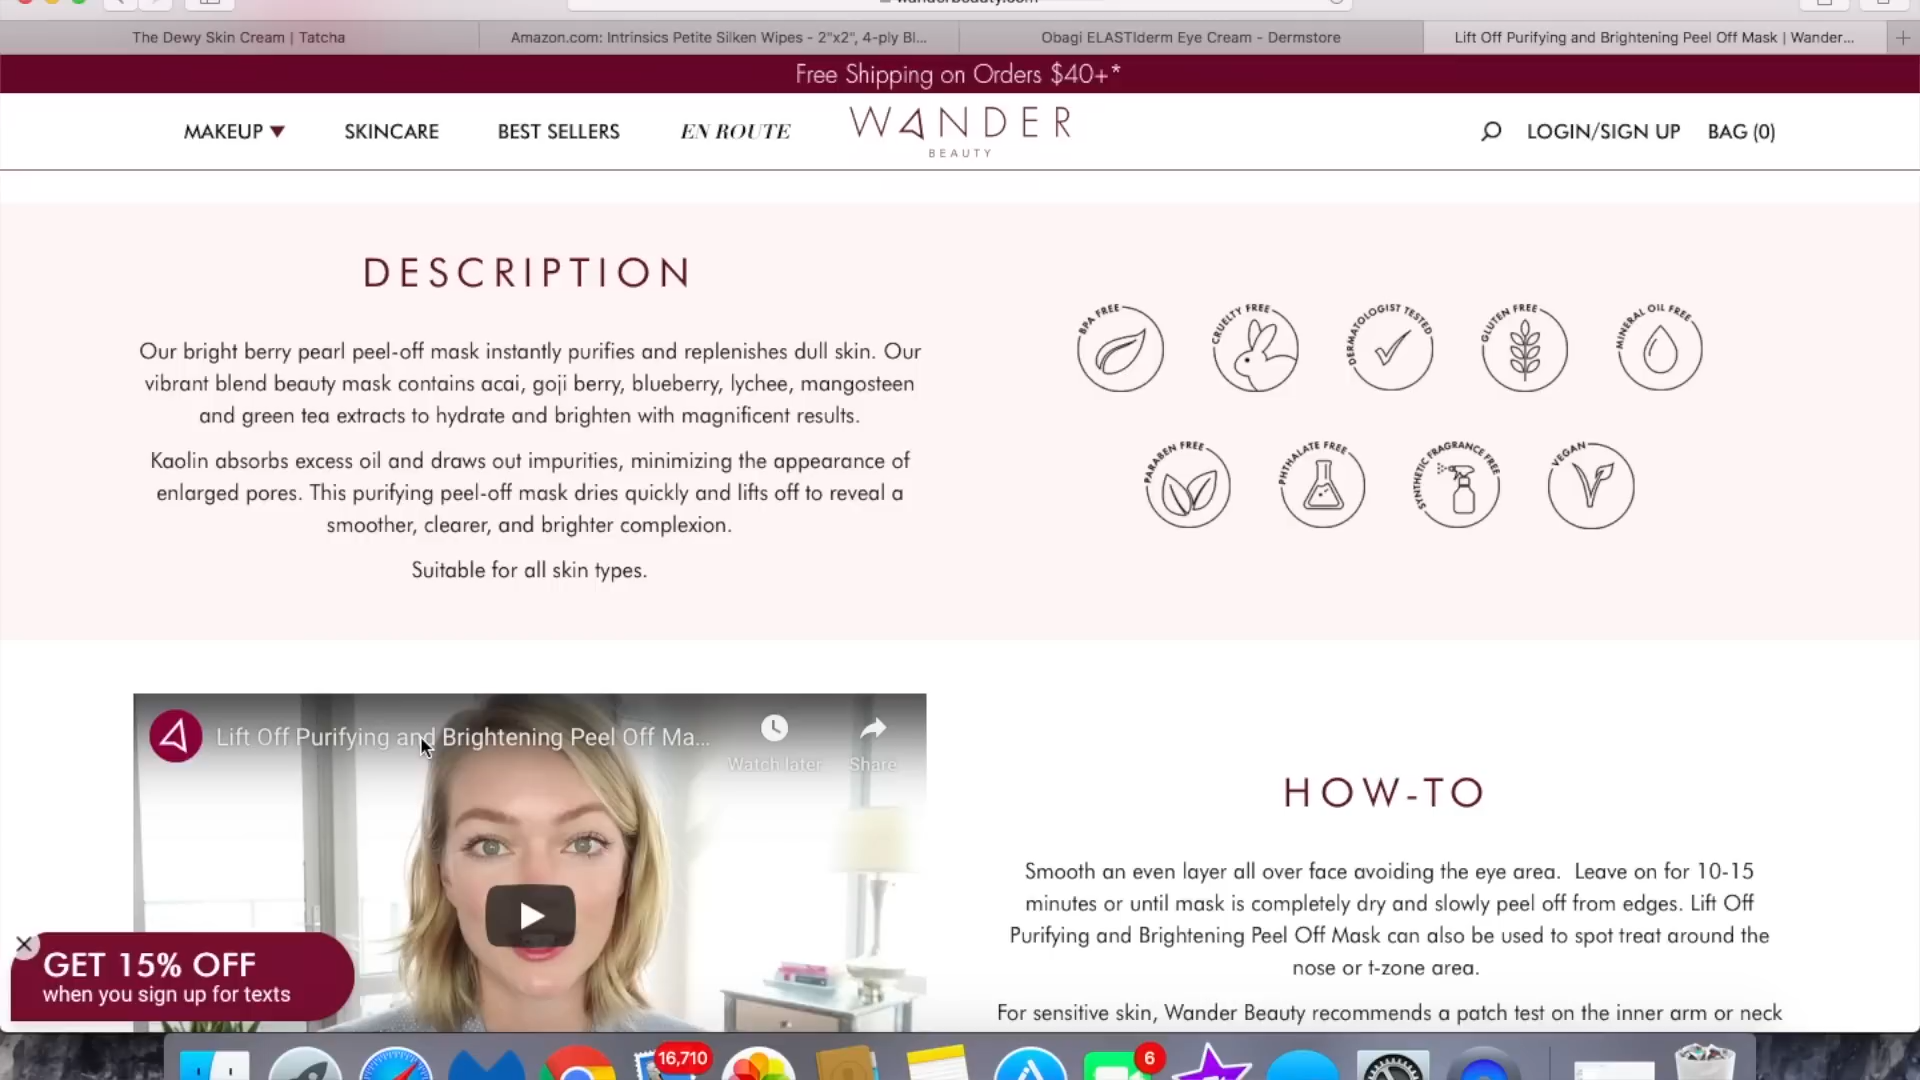 The Dewy Skin Cream | Tatcha
Amazon.com: Intrinsics Petite Silken Wipes - 2"x2", 4-ply Bl...
Obagi ELASTIderm Eye Cream - Dermstore
Lift Off Purifying and Brightening Peel Off Mask | Wander...
Free Shipping on Orders $40+*
MAKEUP
SKINCARE
BEST SELLERS
EN ROUTE
WANDER
BEAUTY
LOGIN/SIGN UP
BAG (0)
DESCRIPTION
Our bright berry pearl peel-off mask instantly purifies and replenishes dull skin. Our
vibrant blend beauty mask contains acai, goji berry, blueberry, lychee, mangosteen
and green tea extracts to hydrate and brighten with magnificent results.
Kaolin absorbs excess oil and draws out impurities, minimizing the appearance of
enlarged pores. This purifying peel-off mask dries quickly and lifts off to reveal a
smoother, clearer, and brighter complexion.
Suitable for all skin types.
BPA FREE
CRUELTY FREE
DERMATOLOGIST TESTED
GLUTEN FREE
MINERAL OIL FREE
PARABEN FREE
PHTHALATE FREE
SYNTHETIC FRAGRANCE FREE
VEGAN
Lift Off Purifying and Brightening Peel Off Ma...
Watch later
Share
HOW-TO
Smooth an even layer all over face avoiding the eye area. Leave on for 10-15
minutes or until mask is completely dry and slowly peel off from edges. Lift Off
Purifying and Brightening Peel Off Mask can also be used to spot treat around the
nose or t-zone area.
For sensitive skin, Wander Beauty recommends a patch test on the inner arm or neck
GET 15% OFF
when you sign up for texts
16,710
6